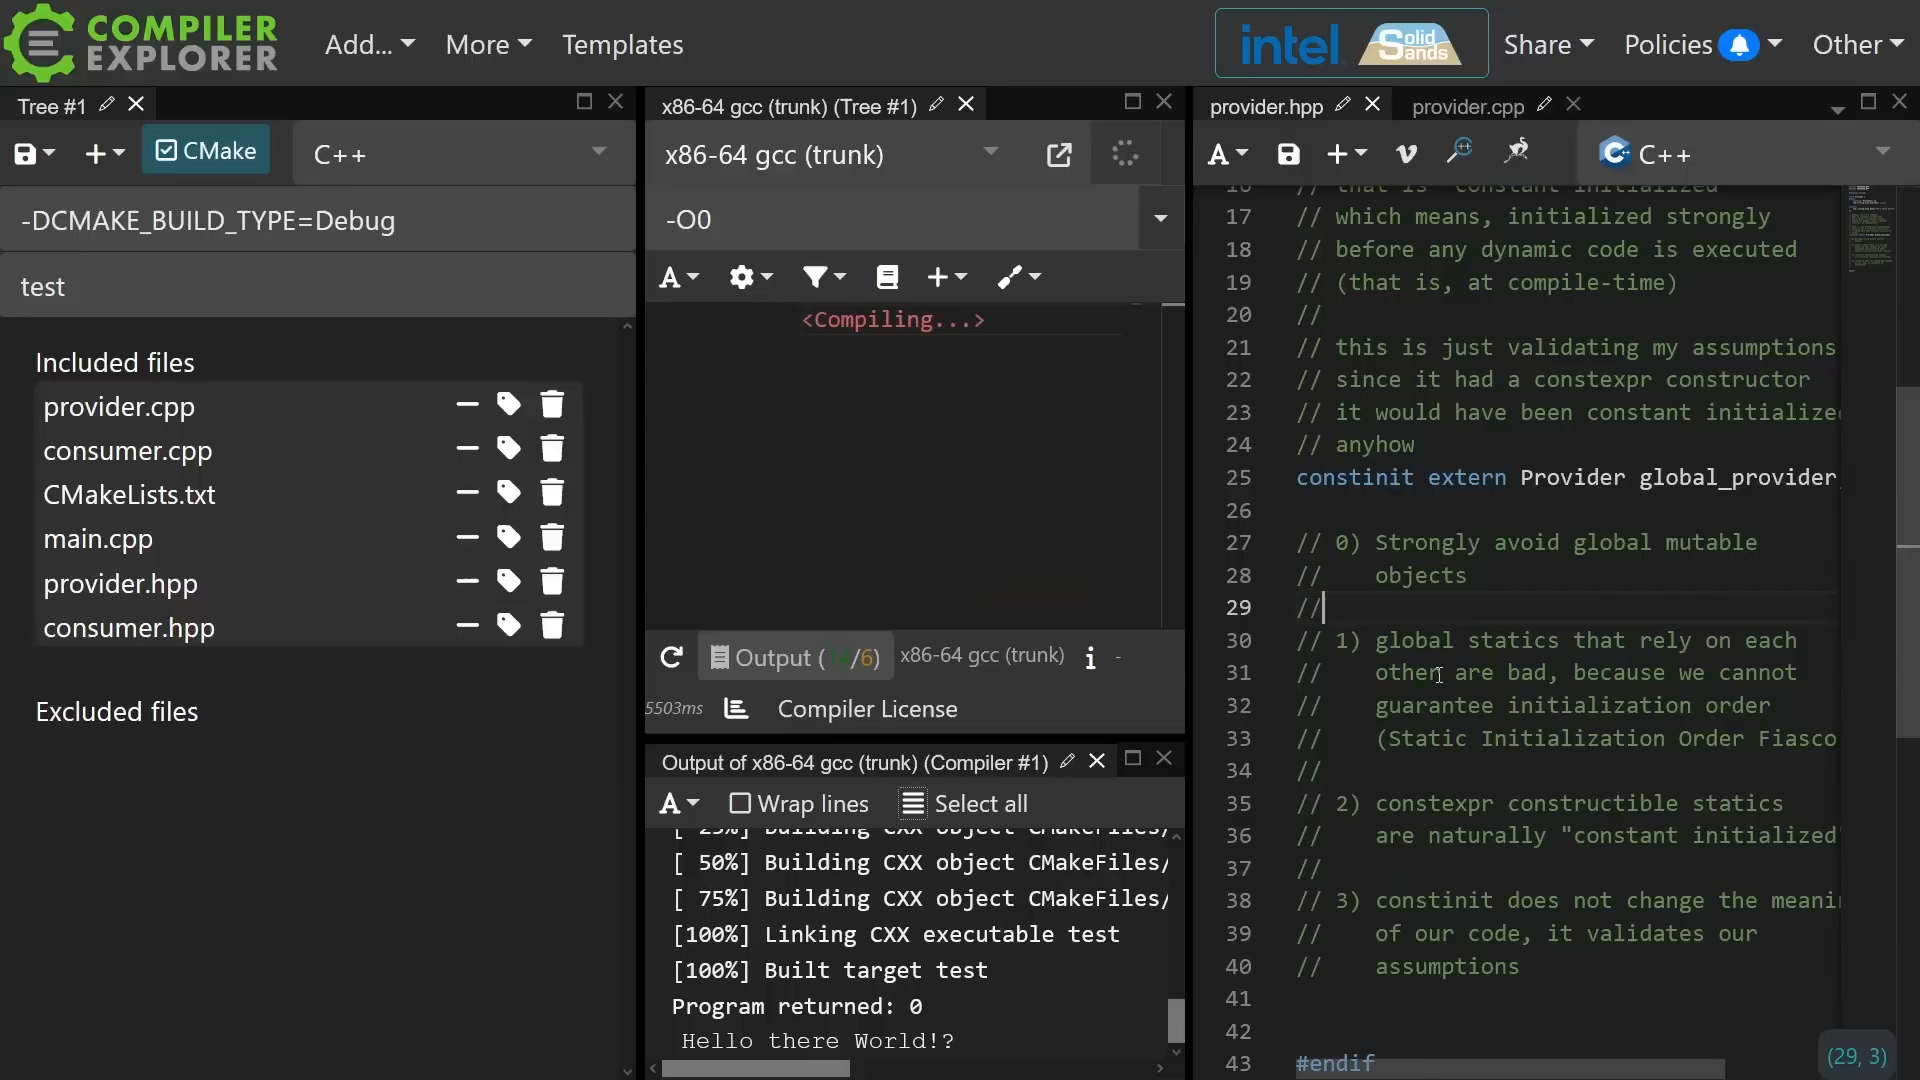 COMPILER
EXPLORER
Add...
More
Templates
intel
Solid
Sands
Share
Policies
Other
Tree #1
CMake
C++
-DCMAKE_BUILD_TYPE=Debug
test
Included files
provider.cpp
consumer.cpp
CMakeLists.txt
main.cpp
provider.hpp
consumer.hpp
Excluded files
x86-64 gcc (trunk) (Tree #1)
x86-64 gcc (trunk)
-O0
A
<Compiling...>
Output ( /6) x86-64 gcc (trunk)
5503ms
Compiler License
Output of x86-64 gcc (trunk) (Compiler #1)
A
Wrap lines
Select all
[ 25%] Building CXX object CMakeFiles/
[ 50%] Building CXX object CMakeFiles/
[ 75%] Building CXX object CMakeFiles/
[100%] Linking CXX executable test
[100%] Built target test
Program returned: 0
Hello there World!?
provider.hpp
provider.cpp
A
C++
16 // that is "constant initialized
17 // which means, initialized strongly
18 // before any dynamic code is executed
19 // (that is, at compile-time)
20 //
21 // this is just validating my assumptions
22 // since it had a constexpr constructor
23 // it would have been constant initialize
24 // anyhow
25 constinit extern Provider global_provider
26
27 // 0) Strongly avoid global mutable
28 // objects
29 //
30 // 1) global statics that rely on each
31 // other are bad, because we cannot
32 // guarantee initialization order
33 // (Static Initialization Order Fiasco
34 //
35 // 2) constexpr constructible statics
36 // are naturally "constant initialized"
37 //
38 // 3) constinit does not change the meani
39 // of our code, it validates our
40 // assumptions
41
42
43 #endif
(29, 3)